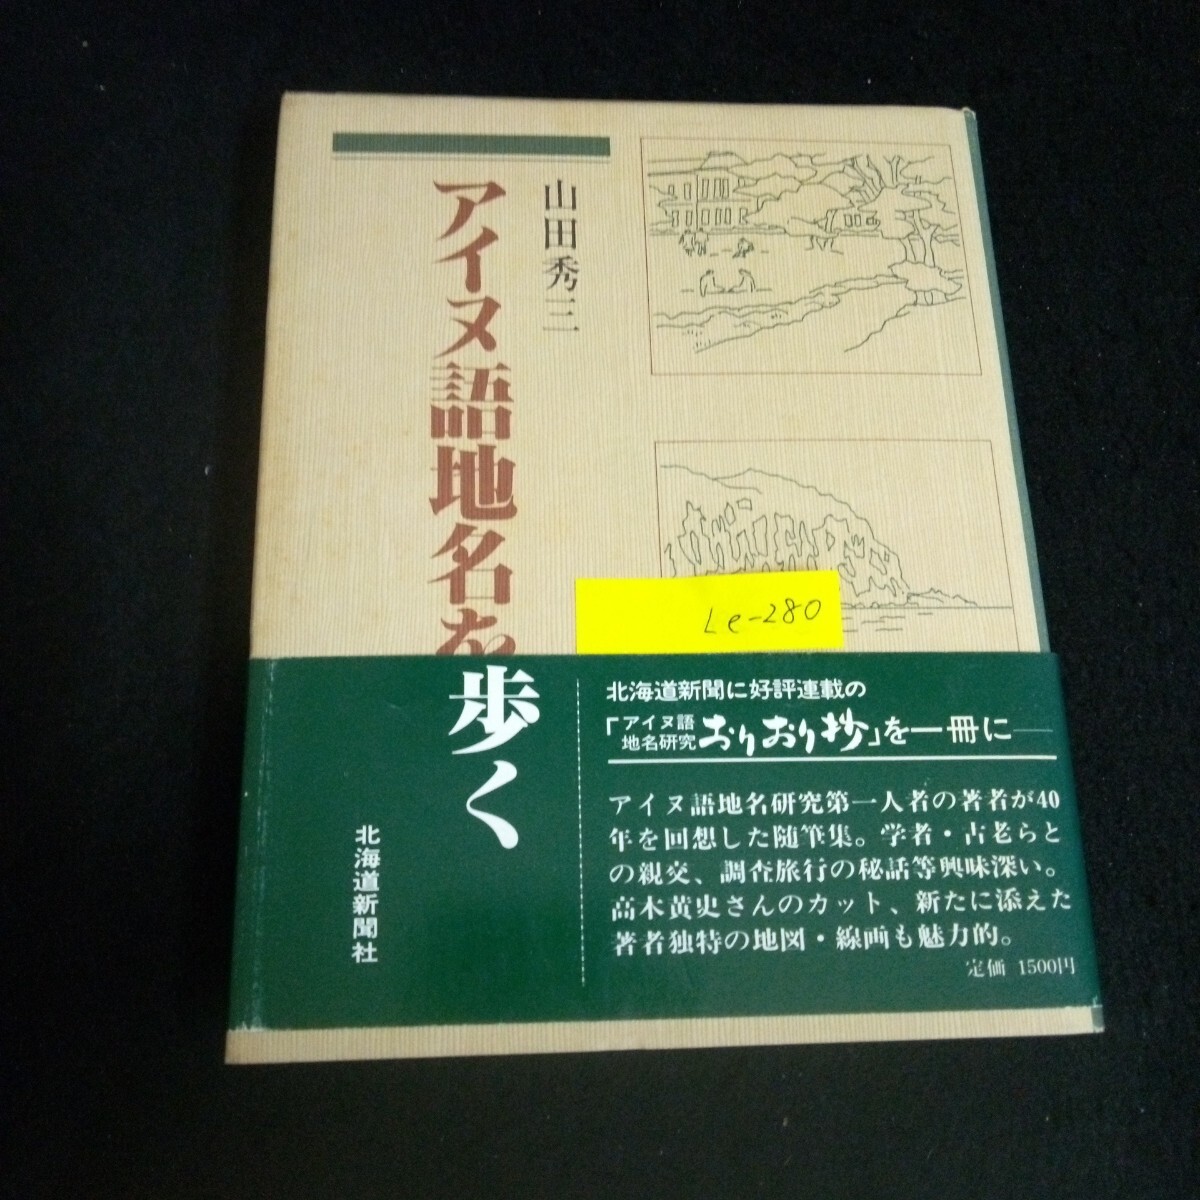 山田秀三
アイヌ語地名を
歩く
Le-280
北海道新聞に好評連載の
「アイヌ語地名研究おりおり抄」を一冊に―
アイヌ語地名研究第一人者の著者が40
年を回想した随筆集。学者・古老らと
の親交、調査旅行の秘話等興味深い。
高木黄史さんのカット、新たに添えた
著者独特の地図・線画も魅力的。
定価 1500円
北海道新聞社